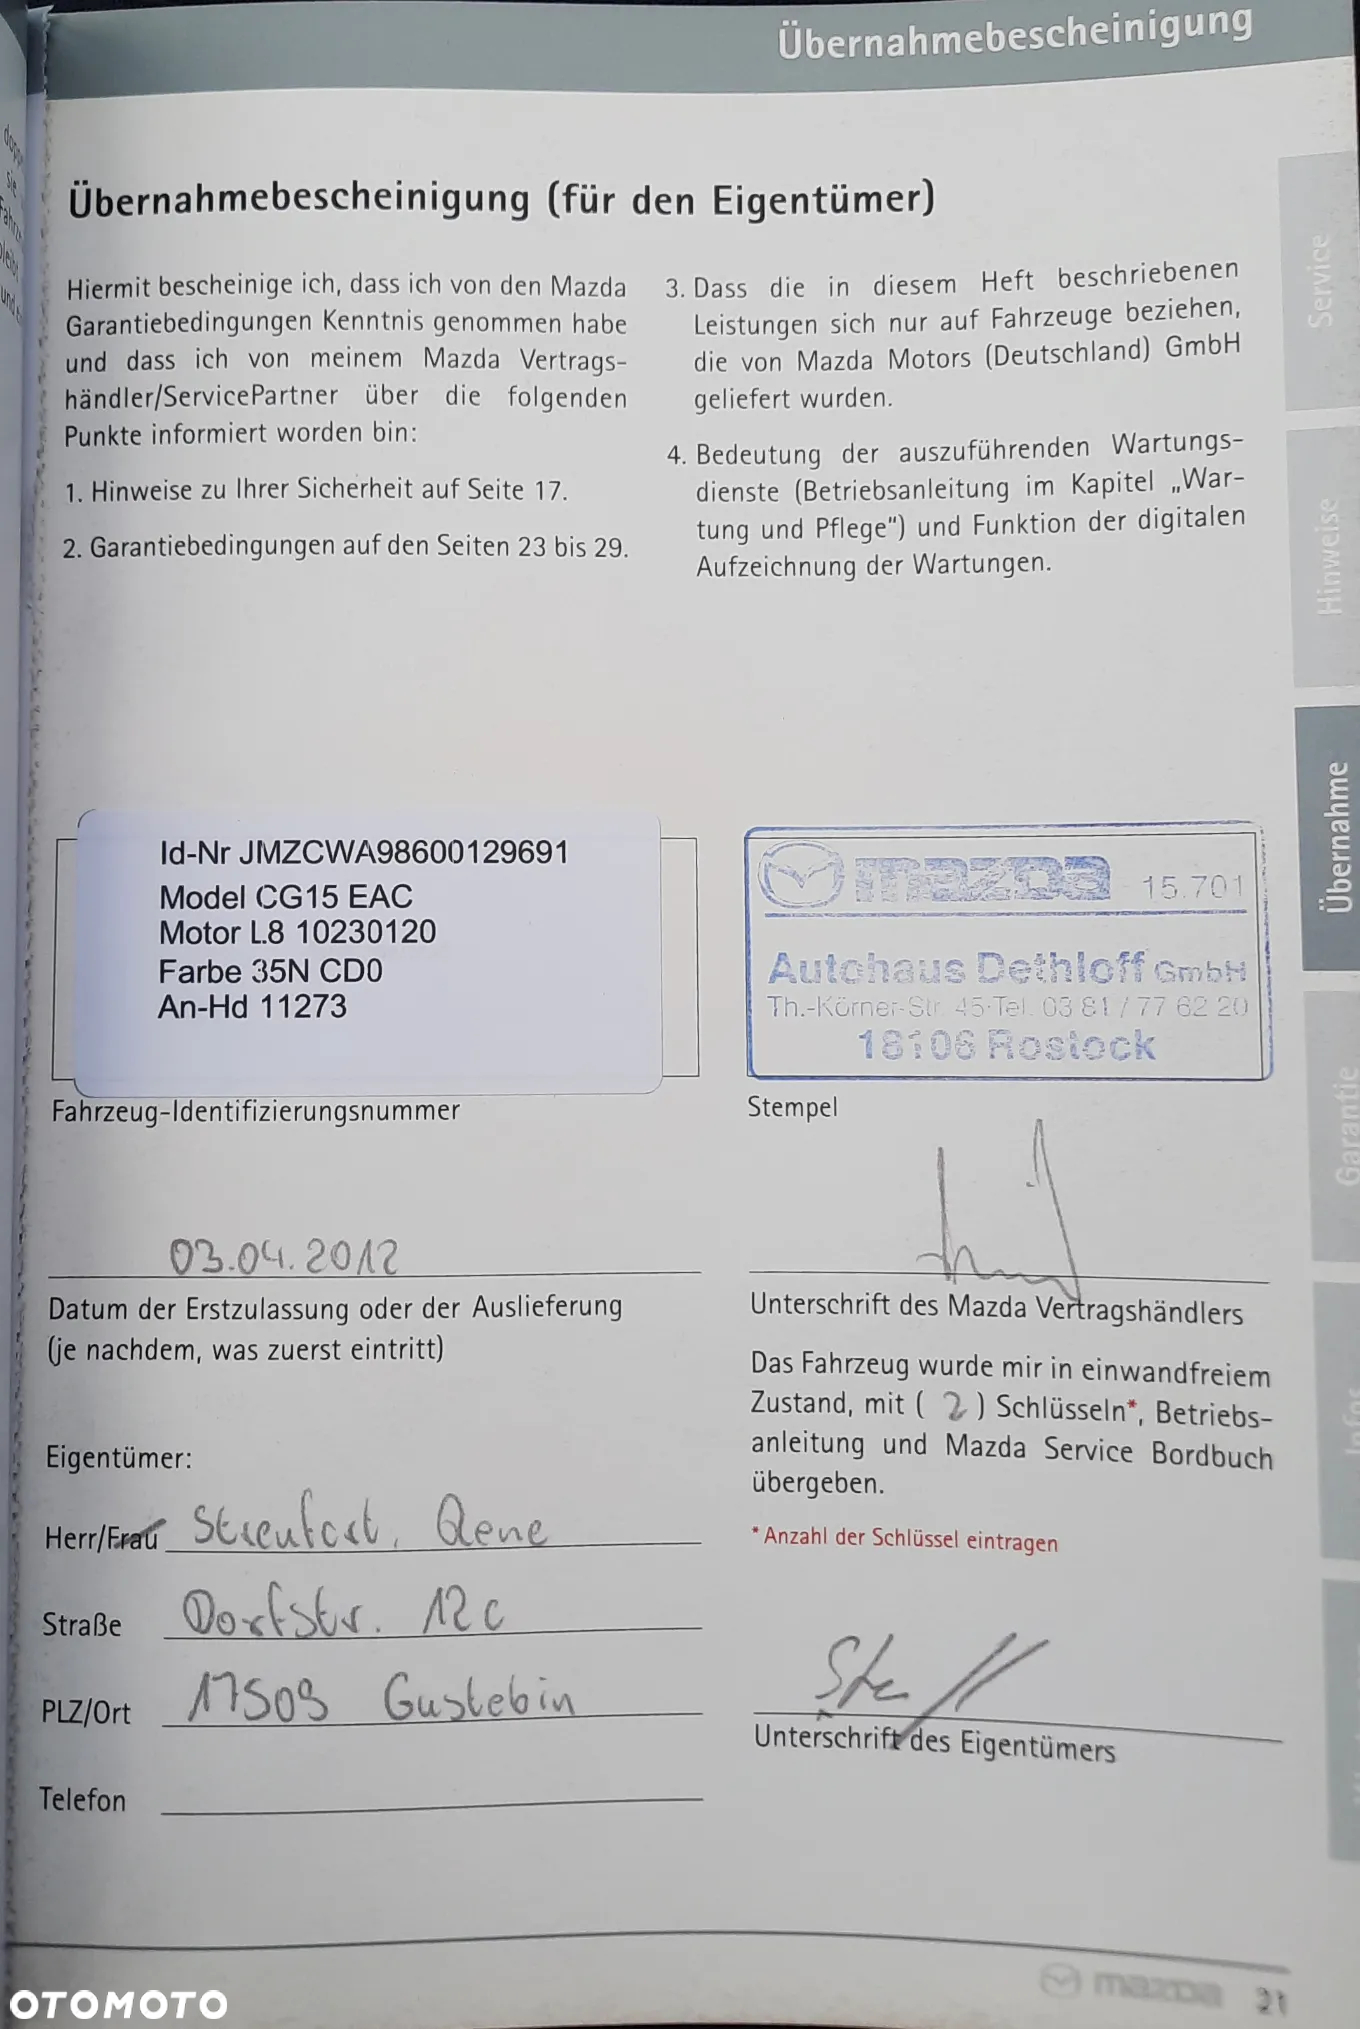 Übernahmebescheinigung
Übernahmebescheinigung (für den Eigentümer)
Hiermit bescheinige ich, dass ich von den Mazda
Garantiebedingungen Kenntnis genommen habe
und dass ich von meinem Mazda Vertrags-
händler/ServicePartner über die folgenden
Punkte informiert worden bin:
1. Hinweise zu Ihrer Sicherheit auf Seite 17.
2. Garantiebedingungen auf den Seiten 23 bis 29.
3. Dass die in diesem Heft beschriebenen
Leistungen sich nur auf Fahrzeuge beziehen,
die von Mazda Motors (Deutschland) GmbH
geliefert wurden.
4. Bedeutung der auszuführenden Wartungs-
dienste (Betriebsanleitung im Kapitel „War-
tung und Pflege“) und Funktion der digitalen
Aufzeichnung der Wartungen.
Id-Nr JMZCWA98600129691
Model CG15 EAC
Motor L8 10230120
Farbe 35N CD0
An-Hd 11273
Fahrzeug-Identifizierungsnummer
mazda 15.701
Autohaus Dethloff GmbH
Th.-Körner-Str. 45·Tel. 03 81 / 77 62 20
18106 Rostock
Stempel
03.04.2012
Datum der Erstzulassung oder der Auslieferung
(je nachdem, was zuerst eintritt)
Unterschrift des Mazda Vertragshändlers
Das Fahrzeug wurde mir in einwandfreiem
Zustand, mit ( 2 ) Schlüsseln*, Betriebs-
anleitung und Mazda Service Bordbuch
übergeben.
*Anzahl der Schlüssel eintragen
Eigentümer:
Herr/Frau Rene
Straße Dorfstr. 12c
PLZ/Ort 17509 Gustebin
Telefon
Unterschrift des Eigentümers
Service
Hinweise
Übernahme
Garantie
Infos
mazda 21
OTOMOTO